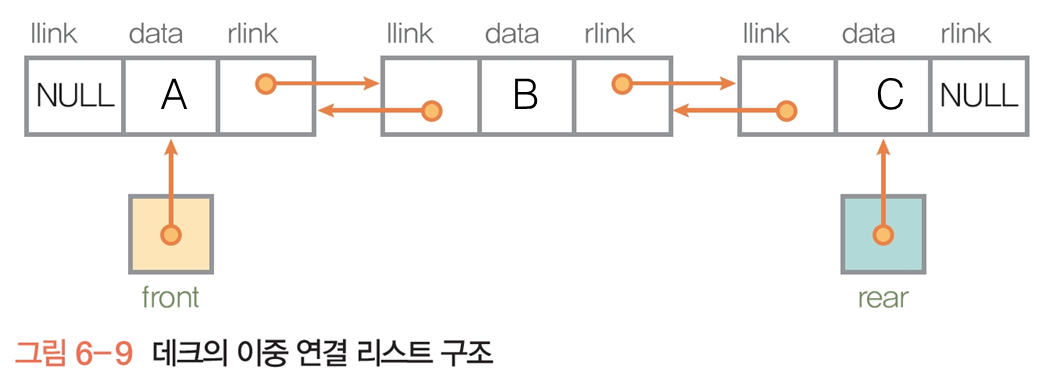 llink data rlink llink data rlink llink data rlink
NULL A B C NULL
front rear
그림 6-9 데크의 이중 연결 리스트 구조